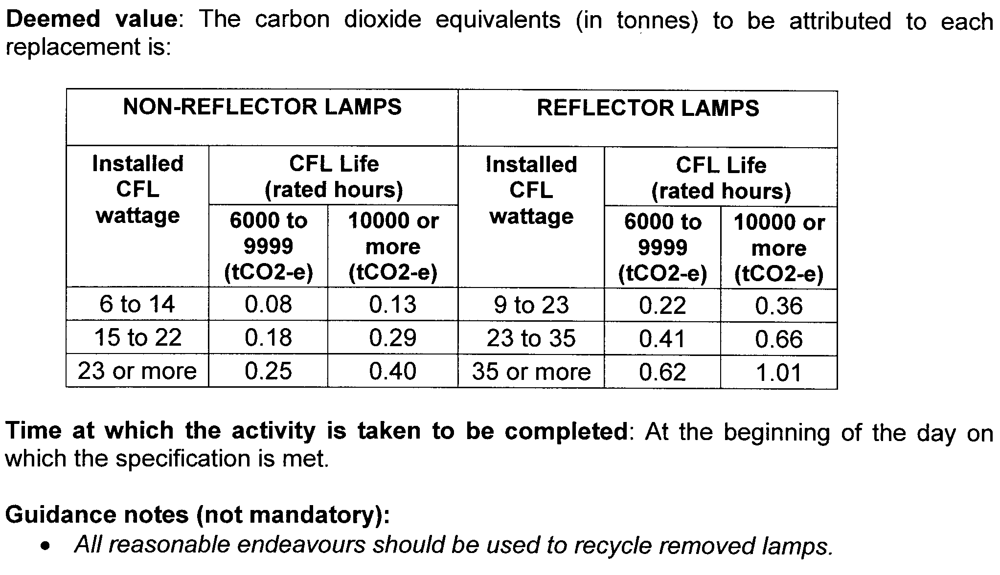 Deemed value: The carbon dioxide equivalents (in tonnes) to be attributed to each
replacement is:
NON-REFLECTOR LAMPS REFLECTOR LAMPS
Installed CFL Life Installed CFL Life
CFL (rated hours) CFL (rated hours)
wattage 6000 to 10000 or wattage 6000 to 10000 or
9999 more 9999 more
(tCO2-e) (tCO2-e) (tCO2-e) (tCO2-e)
6 to 14 0.08 0.13 9 to 23 0.22 0.36
15 to 22 0.18 0.29 23 to 35 0.41 0.66
23 or more 0.25 0.40 35 or more 0.62 1.01
Time at which the activity is taken to be completed: At the beginning of the day on
which the specification is met.
Guidance notes (not mandatory):
• All reasonable endeavours should be used to recycle removed lamps.